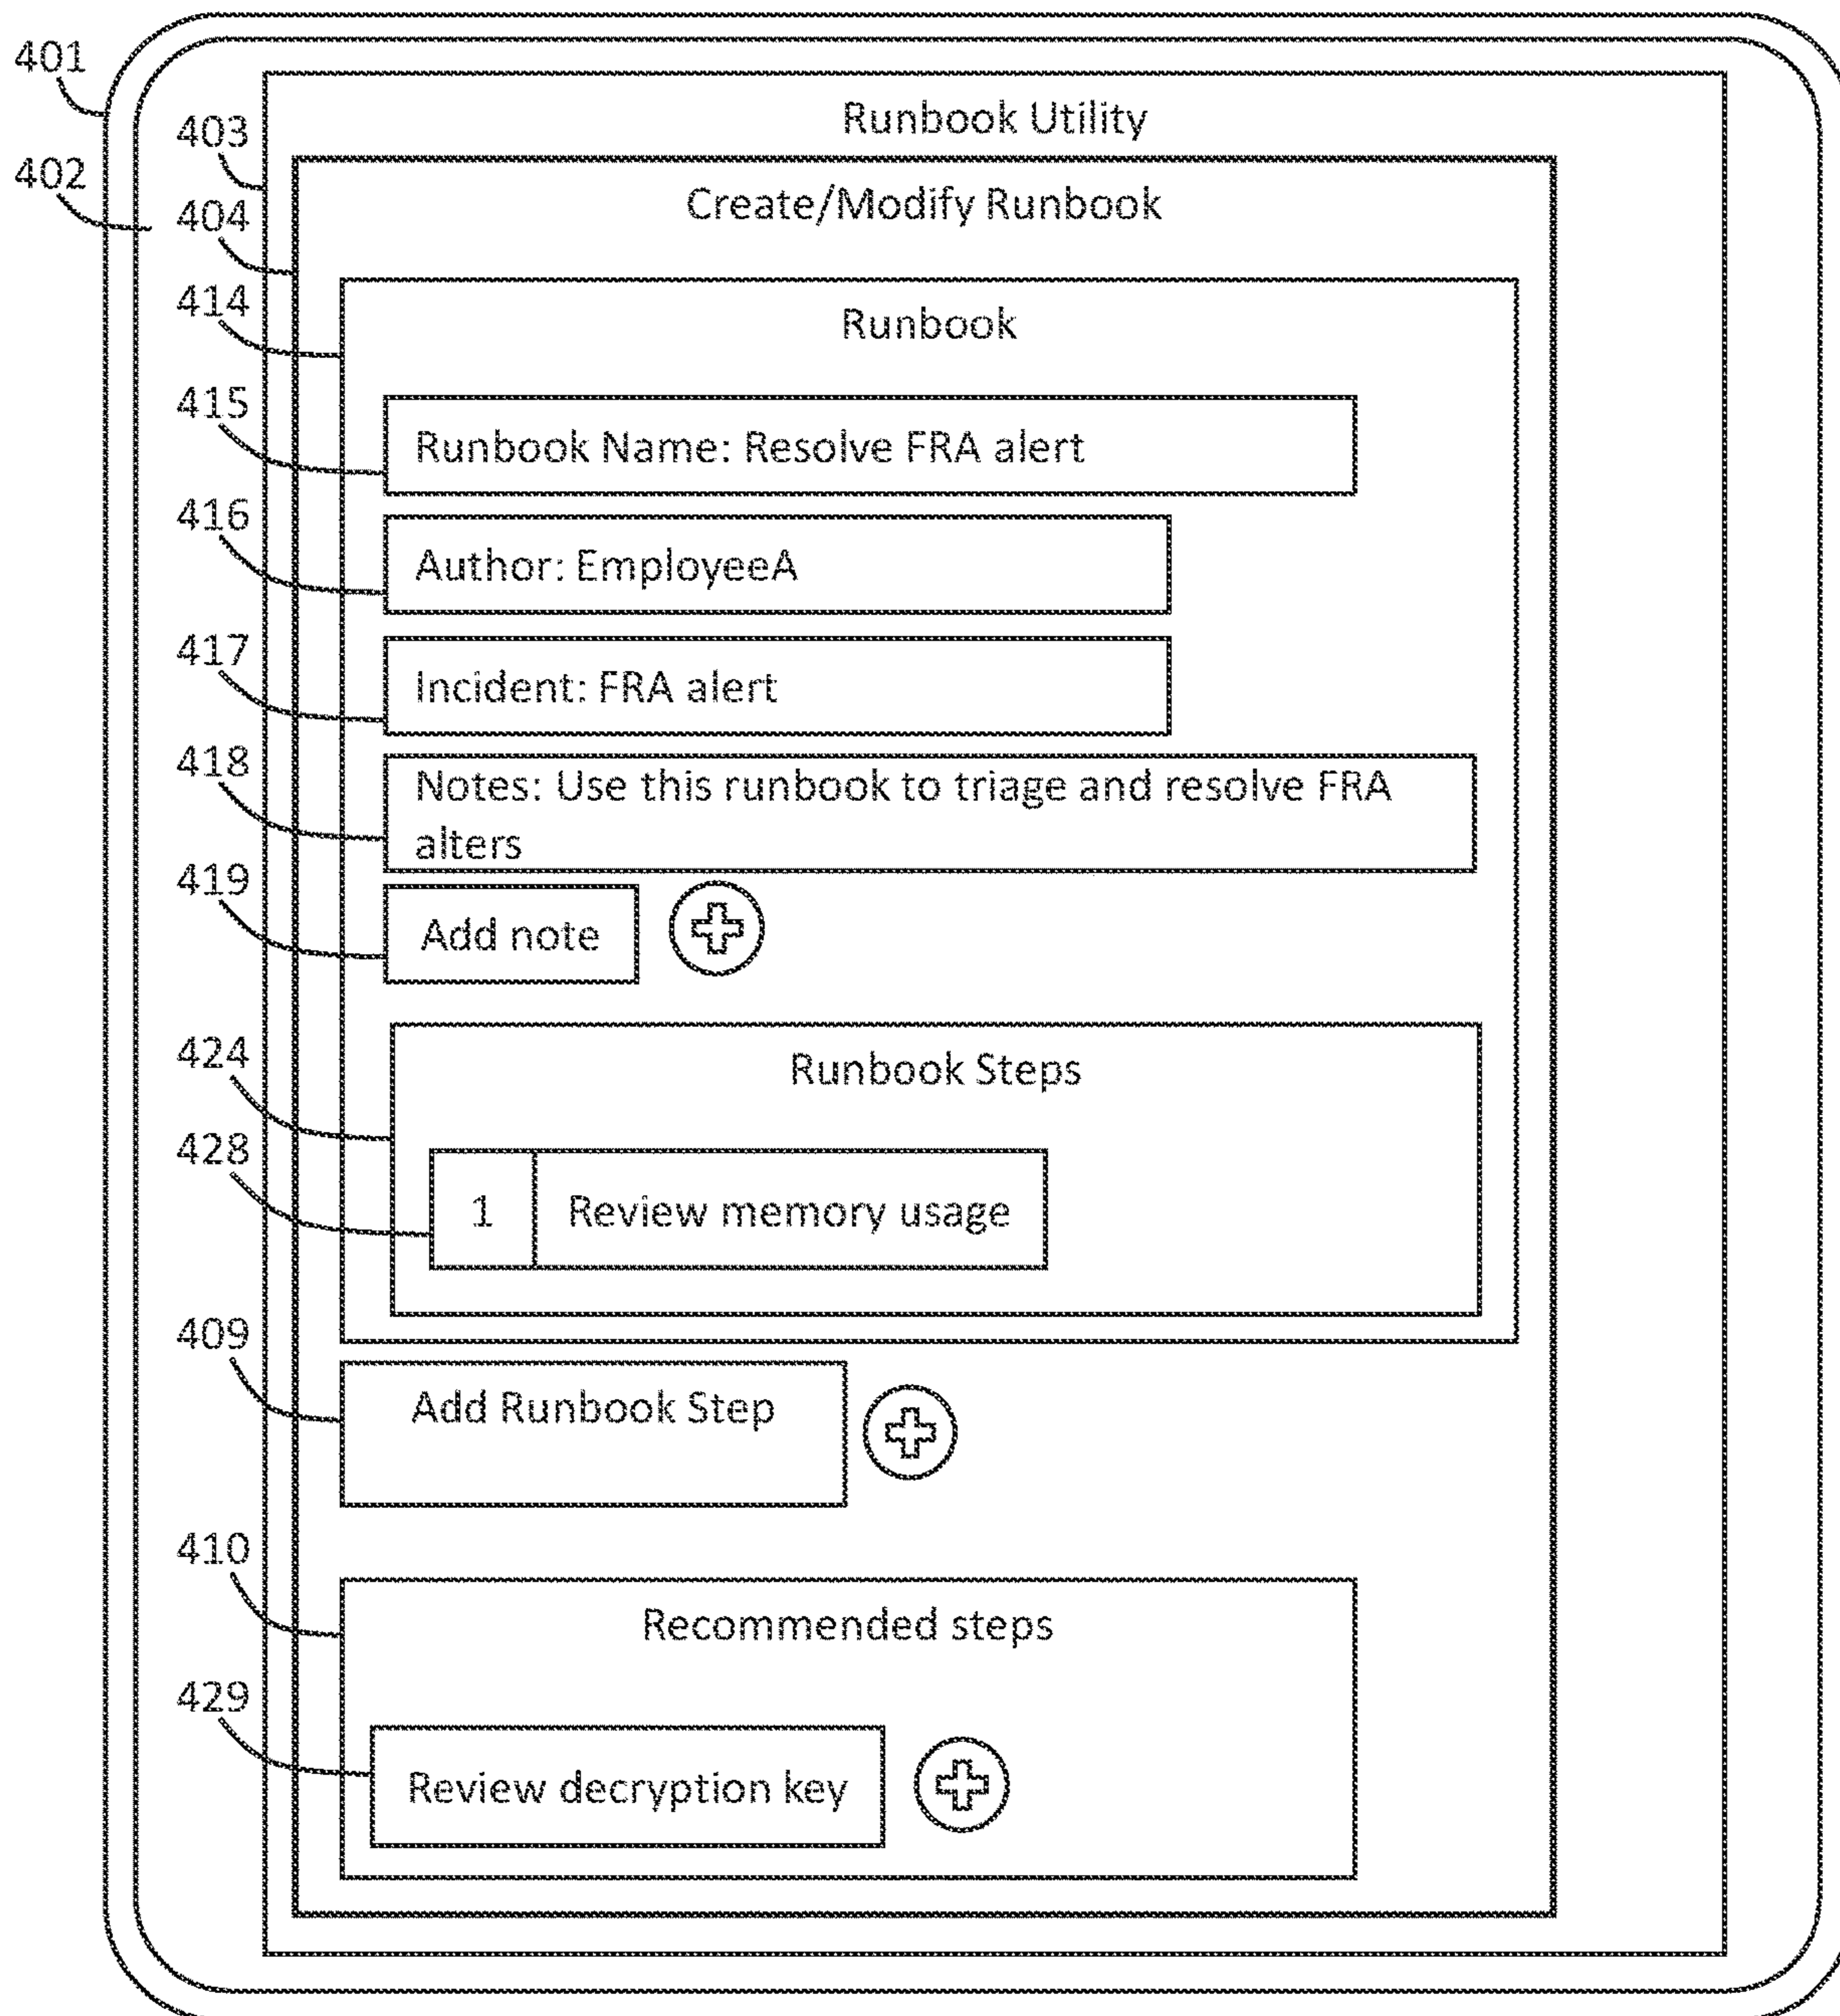 401
Runbook Utility
403
402
Create/Modify Runbook
404
414
Runbook
415
Runbook Name: Resolve FRA alert
416
Author: EmployeeA
417
Incident: FRA alert
418
Notes: Use this runbook to triage and resolve FRA
alters
419
Add note
424
Runbook Steps
428
1 Review memory usage
409
Add Runbook Step
410
Recommended steps
429
Review decryption key